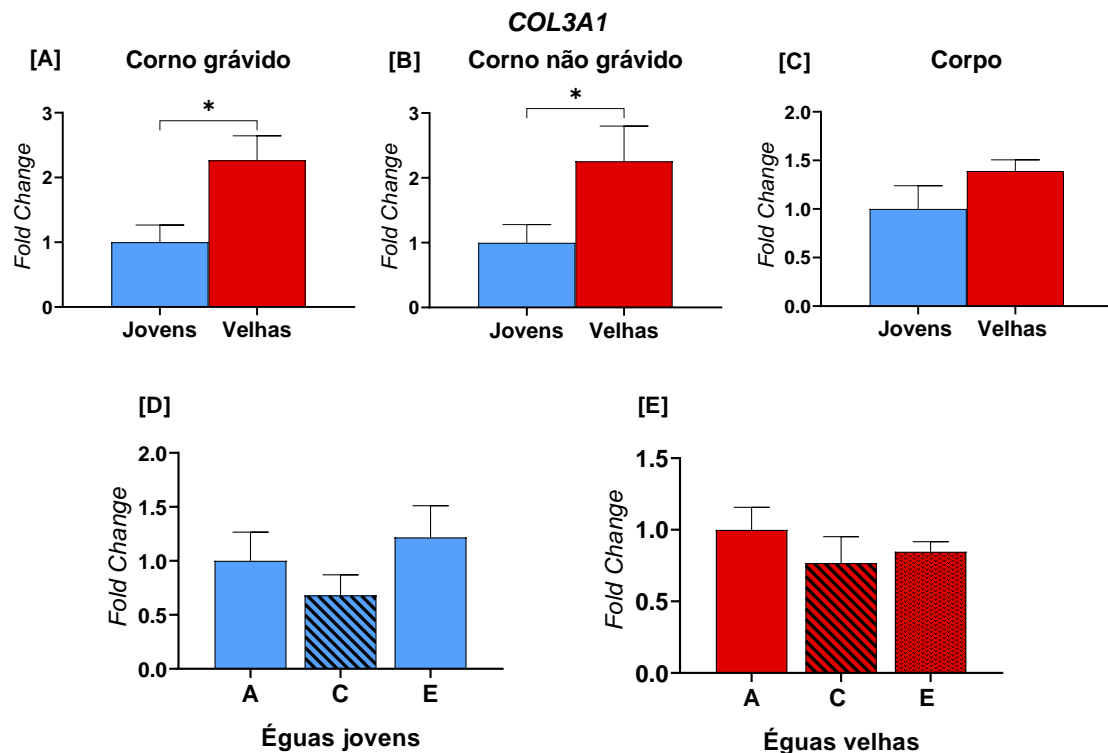 COL3A1
[A] Corno grávido
[B] Corno não grávido
[C] Corpo
Fold Change
3
2
1
0
*
Jovens Velhas
Fold Change
3
2
1
0
*
Jovens Velhas
Fold Change
2.0
1.5
1.0
0.5
0.0
Jovens Velhas
[D]
Fold Change
2.0
1.5
1.0
0.5
0.0
A C E
Éguas jovens
[E]
Fold Change
1.5
1.0
0.5
0.0
A C E
Éguas velhas